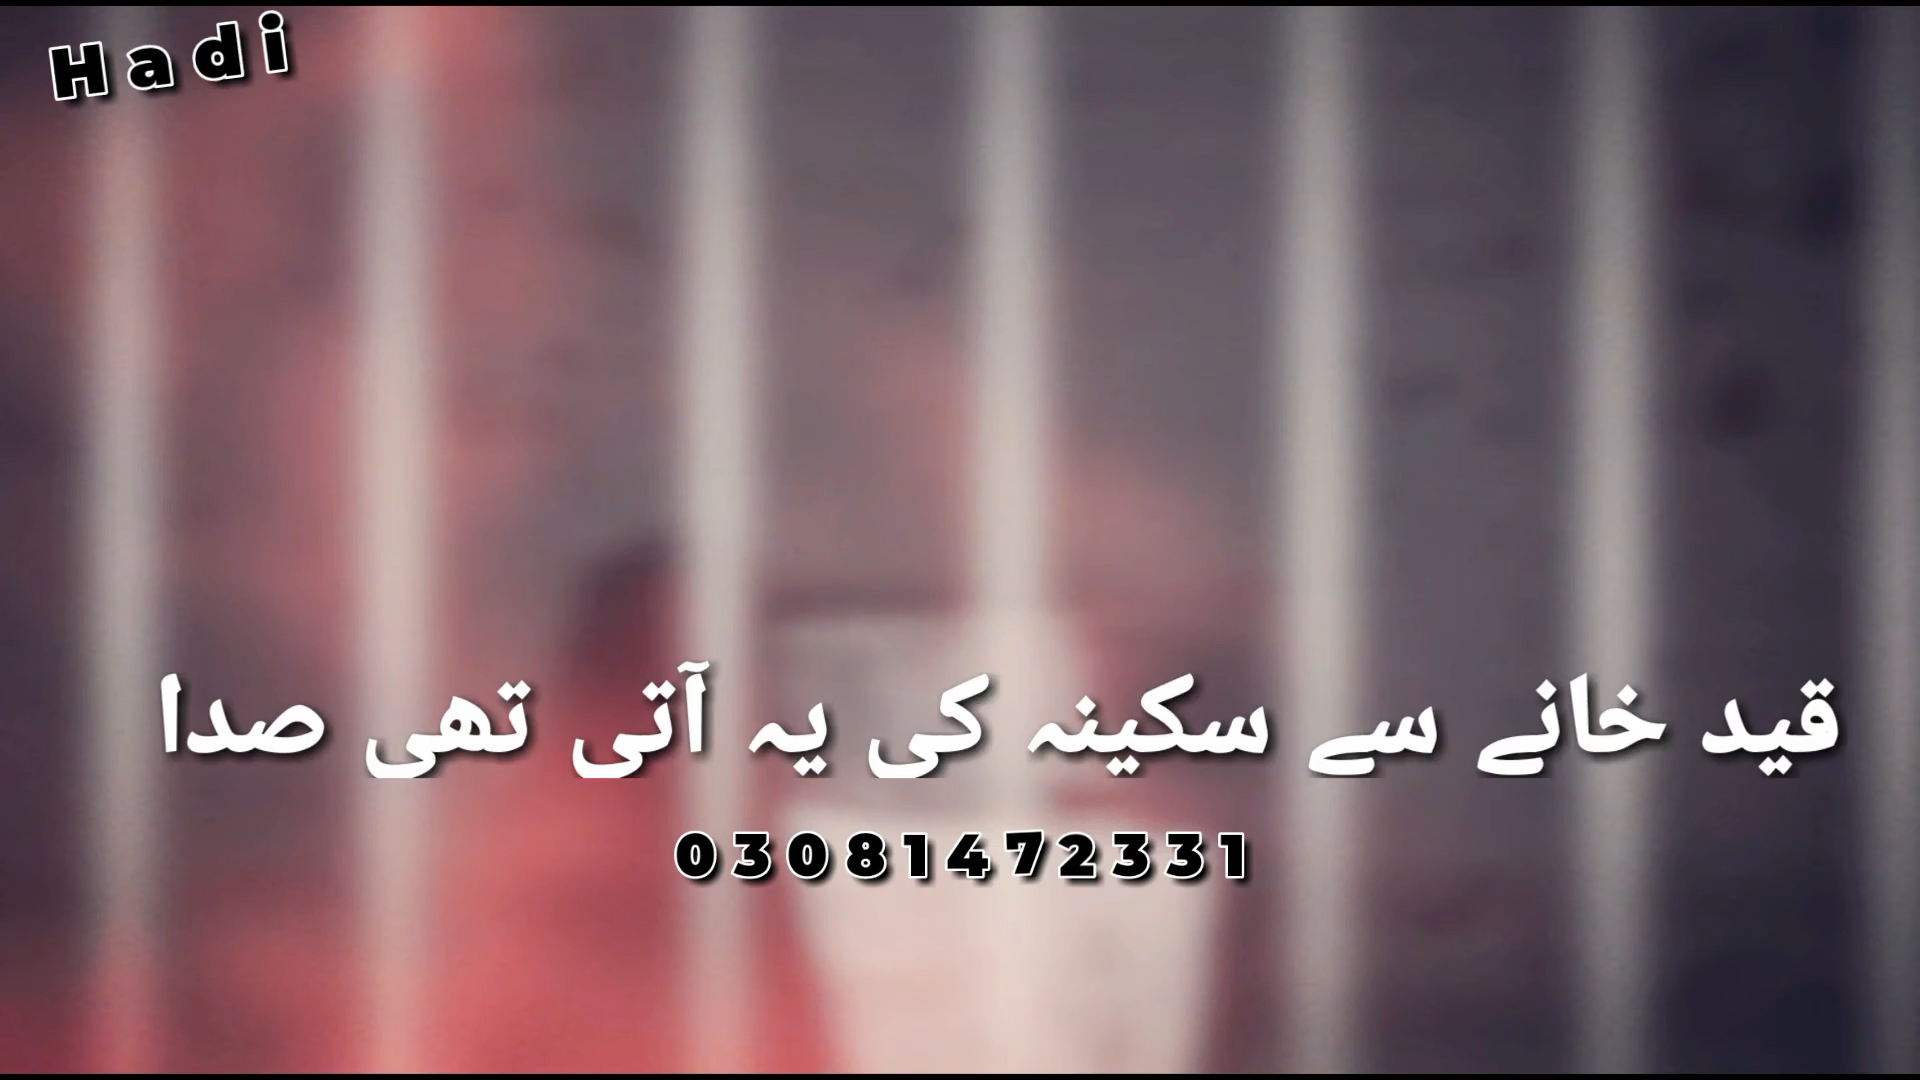 Hadi
قید خانے سے سکینہ کی یہ آتی تھی صدا
03081472331